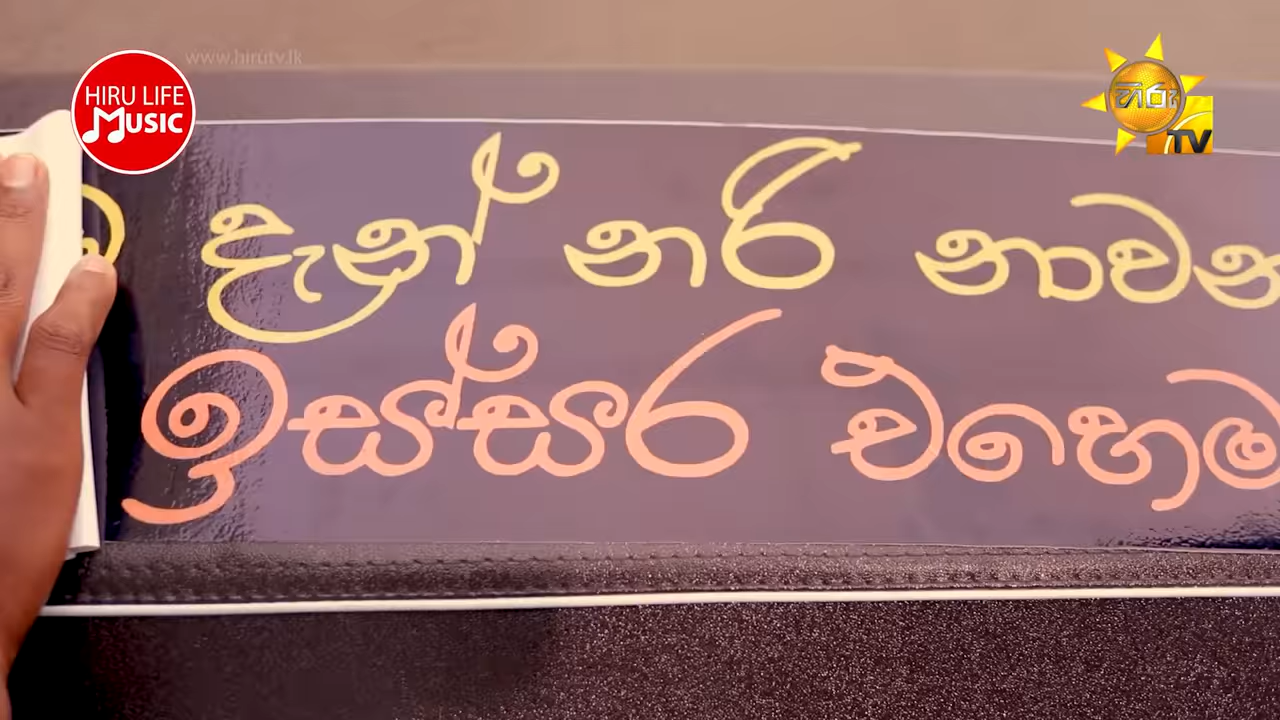 www.hirutv.lk
HIRU LIFE
MUSIC
හිරු
TV
දැන් නරි නාවන
ඉස්සර එහෙම